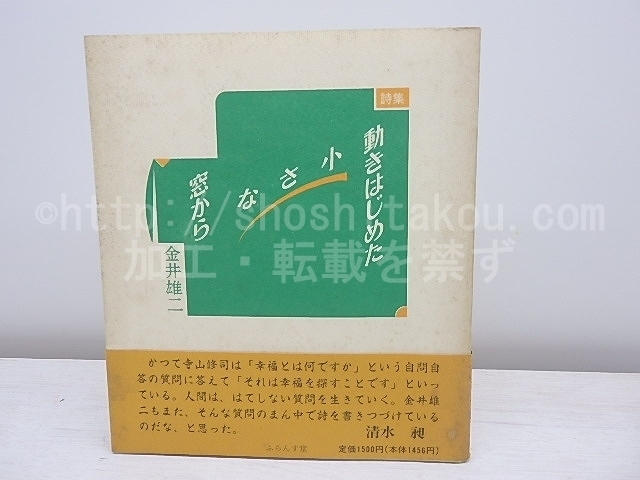 詩集
動きはじめた
小さな
窓から
金井雄二
かつて寺山修司は「幸福とは何ですか」という自問自
答の質問に答えて「それは幸福を探すことです」といっ
ている。人間は、はてしない質問を生きていく。金井雄
二もまた、そんな質問のまん中で詩を書きつづけている
のだな、と思った。
清水 昶
ふらんす堂
定価1500円(本体1456円)
©http://shoshitakou.com
加工・転載を禁ず